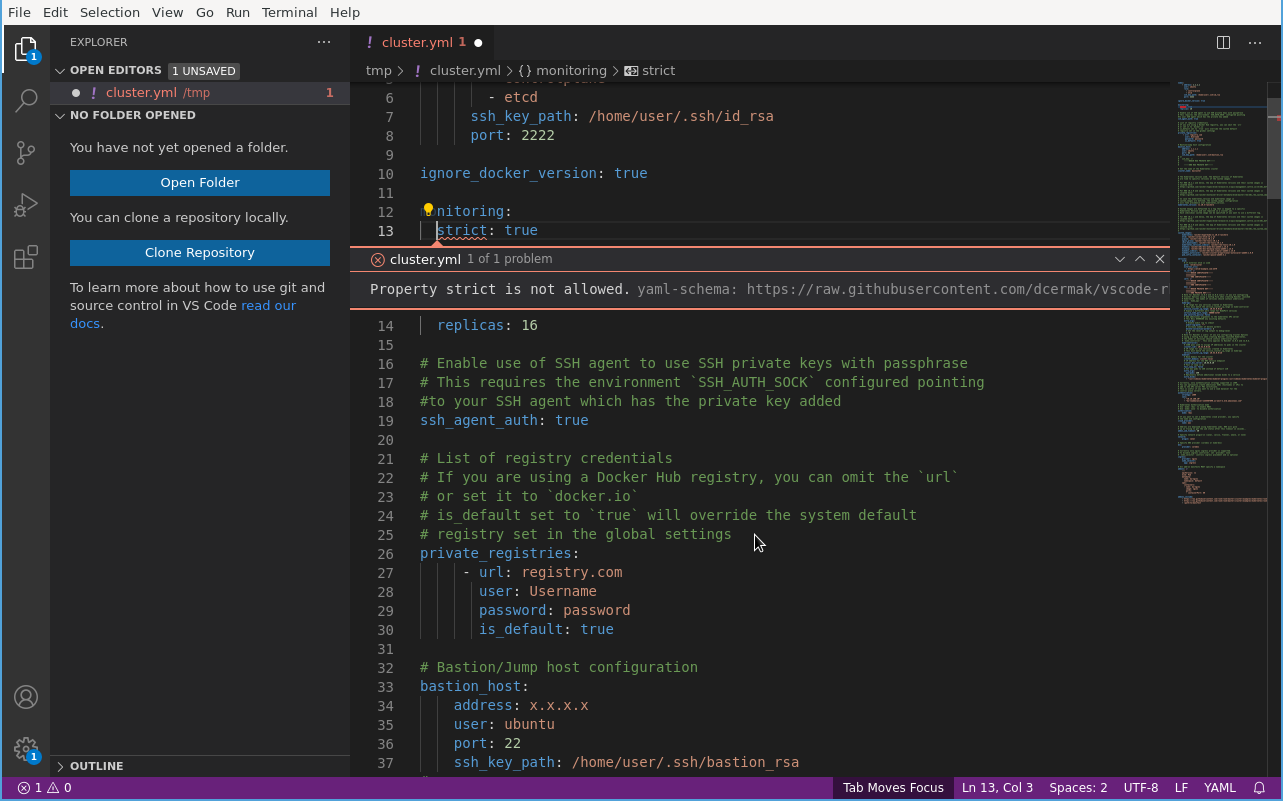 File Edit Selection View Go Run Terminal Help
EXPLORER
OPEN EDITORS 1 UNSAVED
cluster.yml /tmp 1
NO FOLDER OPENED
You have not yet opened a folder.
Open Folder
You can clone a repository locally.
Clone Repository
To learn more about how to use git and
source control in VS Code read our
docs.
OUTLINE
1
1
cluster.yml 1
tmp > ! cluster.yml > {} monitoring > strict
6 - etcd
7 ssh_key_path: /home/user/.ssh/id_rsa
8 port: 2222
9
10 ignore_docker_version: true
11
12 nitoring:
13 strict: true
cluster.yml 1 of 1 problem
Property strict is not allowed. yaml-schema: https://raw.githubusercontent.com/dcermak/vscode-r
14 replicas: 16
15
16 # Enable use of SSH agent to use SSH private keys with passphrase
17 # This requires the environment `SSH_AUTH_SOCK` configured pointing
18 #to your SSH agent which has the private key added
19 ssh_agent_auth: true
20
21 # List of registry credentials
22 # If you are using a Docker Hub registry, you can omit the `url`
23 # or set it to `docker.io`
24 # is_default set to `true` will override the system default
25 # registry set in the global settings
26 private_registries:
27 - url: registry.com
28 user: Username
29 password: password
30 is_default: true
31
32 # Bastion/Jump host configuration
33 bastion_host:
34 address: x.x.x.x
35 user: ubuntu
36 port: 22
37 ssh_key_path: /home/user/.ssh/bastion_rsa
1 0 Tab Moves Focus Ln 13, Col 3 Spaces: 2 UTF-8 LF YAML